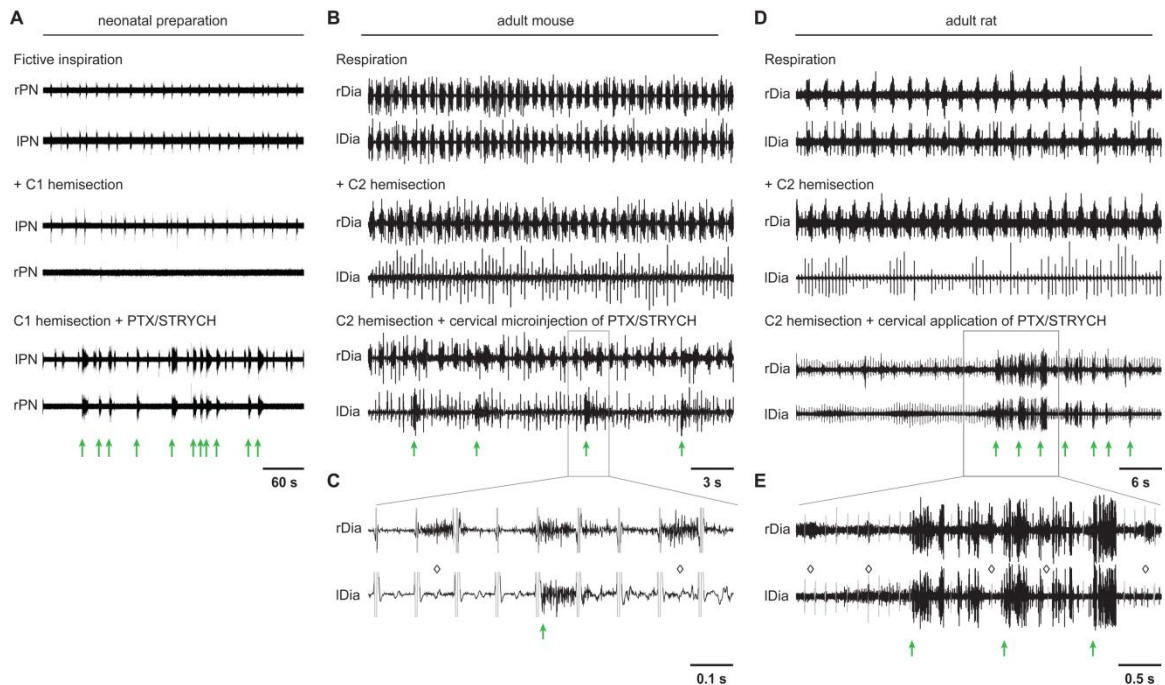 A
neonatal preparation
Fictive inspiration
rPN
lPN
+ C1 hemisection
lPN
rPN
C1 hemisection + PTX/STRYCH
lPN
rPN
60 s
B
adult mouse
Respiration
rDia
lDia
+ C2 hemisection
rDia
lDia
C2 hemisection + cervical microinjection of PTX/STRYCH
rDia
lDia
3 s
C
rDia
lDia
0.1 s
D
adult rat
Respiration
rDia
lDia
+ C2 hemisection
rDia
lDia
C2 hemisection + cervical application of PTX/STRYCH
rDia
lDia
6 s
E
rDia
lDia
0.5 s